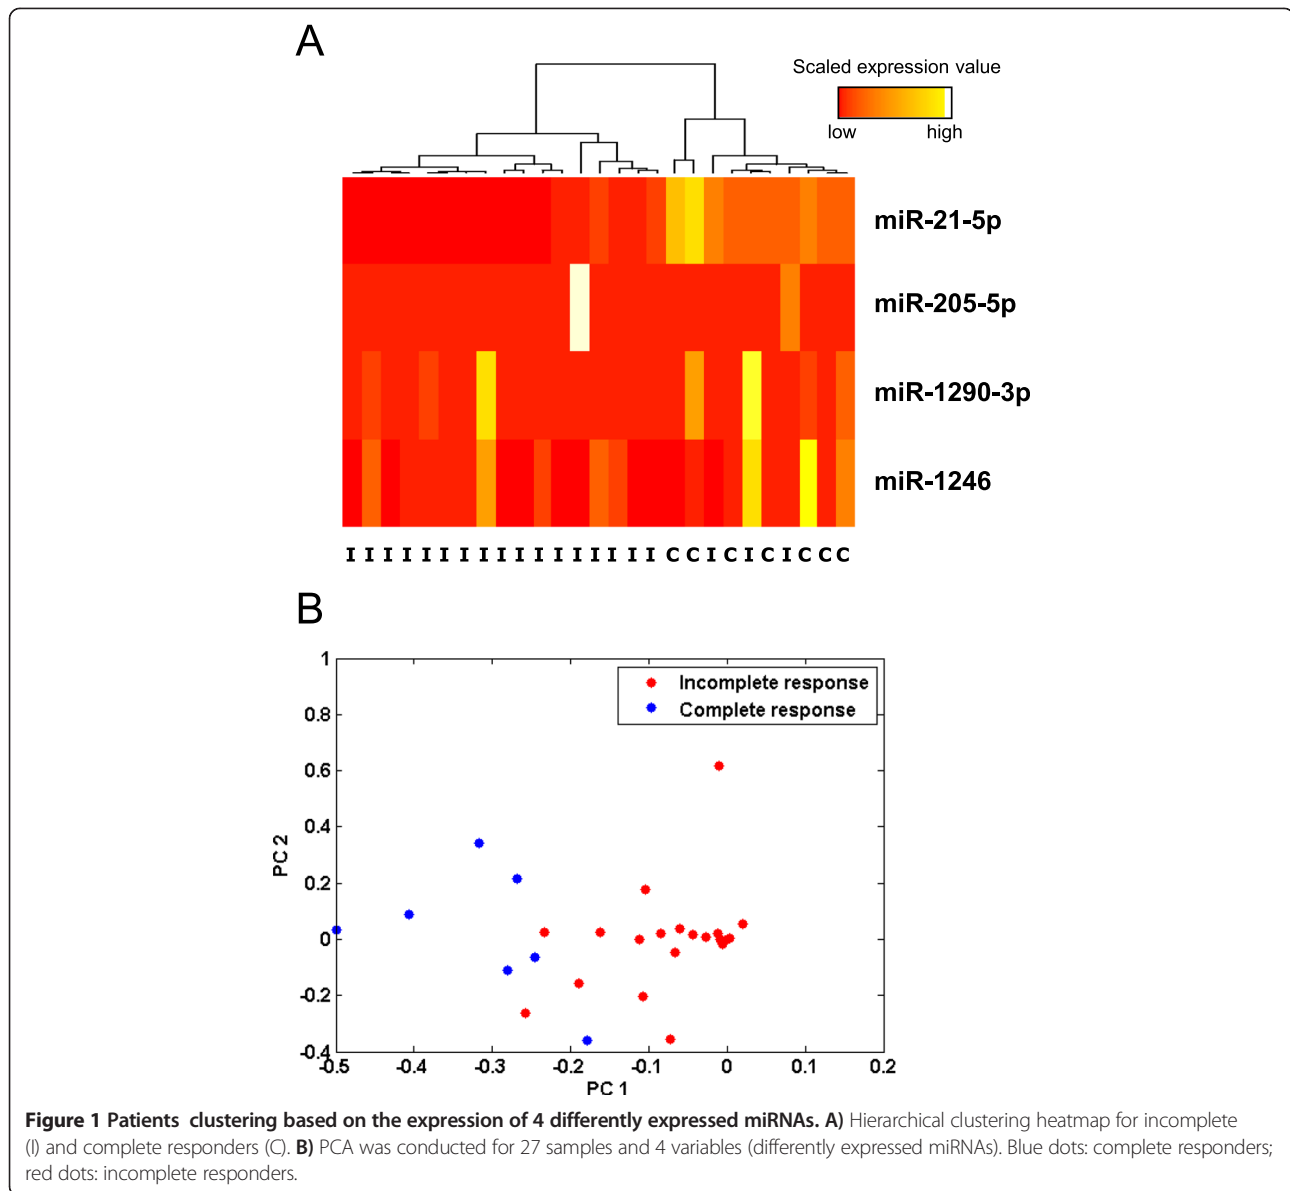 A
Scaled expression value
low high
miR-21-5p
miR-205-5p
miR-1290-3p
miR-1246
I I I I I I I I I I I I I I I I I C C I C I C I C C C
B
Incomplete response
Complete response
1
0.8
0.6
0.4
0.2
0
-0.2
-0.4
PC 2
-0.5 -0.4 -0.3 -0.2 -0.1 0 0.1 0.2
PC 1
Figure 1 Patients clustering based on the expression of 4 differently expressed miRNAs. A) Hierarchical clustering heatmap for incomplete
(I) and complete responders (C). B) PCA was conducted for 27 samples and 4 variables (differently expressed miRNAs). Blue dots: complete responders;
red dots: incomplete responders.